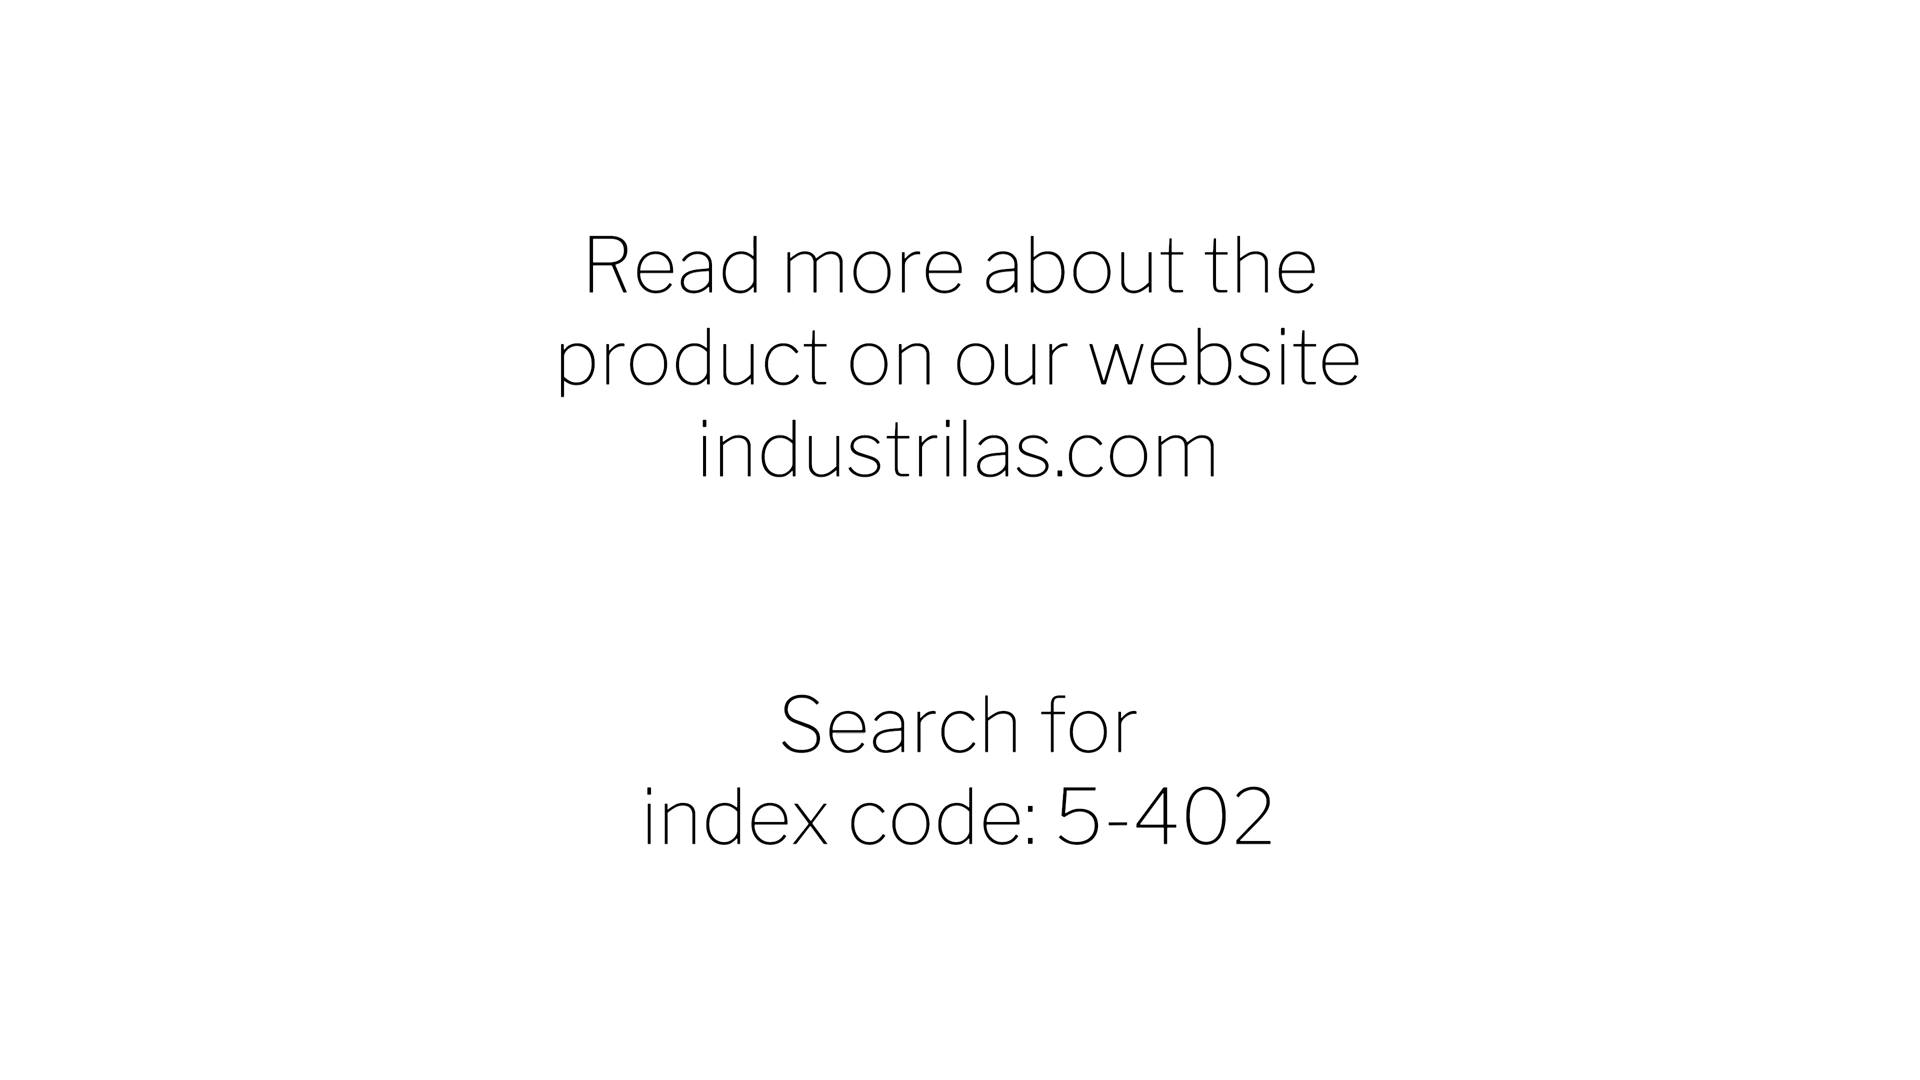 Read more about the
product on our website
industrilas.com
Search for
index code: 5-402